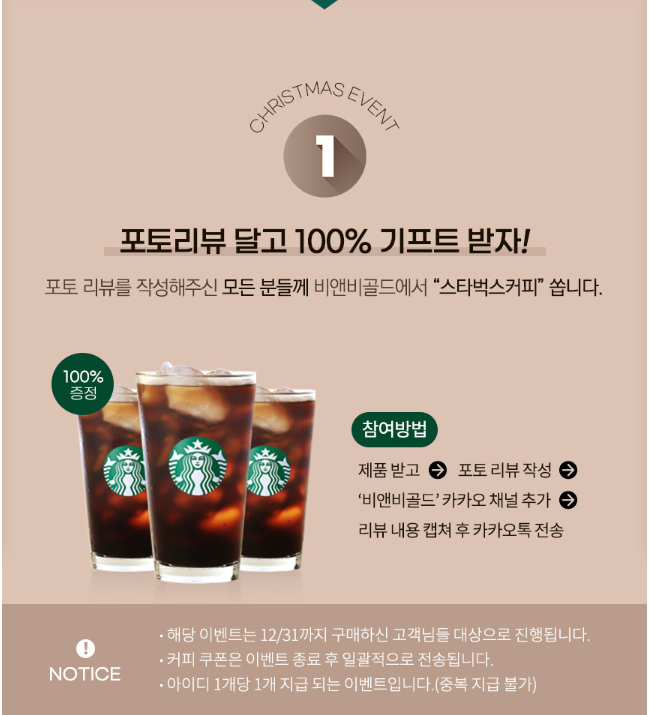 CHRISTMAS EVENT
1
포토리뷰 달고 100% 기프트 받자!
포토 리뷰를 작성해주신 모든 분들께 비앤비골드에서 “스타벅스커피” 쏩니다.
100%
증정
참여방법
제품 받고 → 포토 리뷰 작성 →
‘비앤비골드’ 카카오 채널 추가 →
리뷰 내용 캡쳐 후 카카오톡 전송
!
NOTICE
• 해당 이벤트는 12/31까지 구매하신 고객님들 대상으로 진행됩니다.
• 커피 쿠폰은 이벤트 종료 후 일괄적으로 전송됩니다.
• 아이디 1개당 1개 지급 되는 이벤트입니다.(중복 지급 불가)